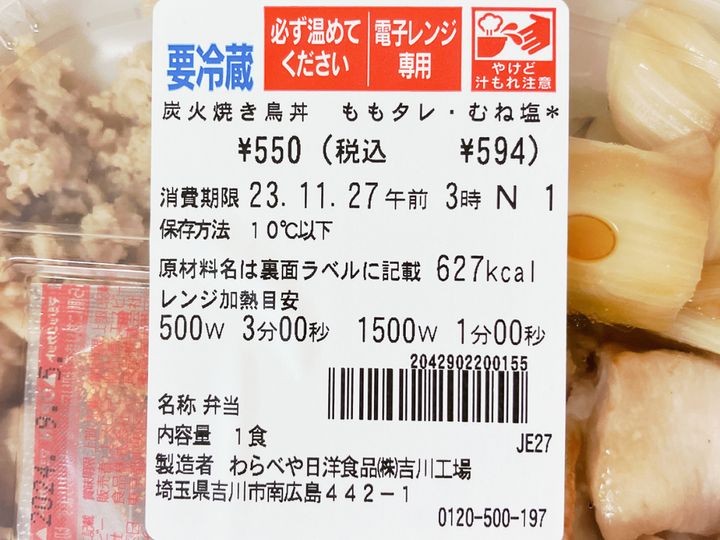 要冷蔵
必ず温めて
ください
電子レンジ
専用
やけど
汁もれ注意
炭火焼き鳥丼 ももタレ・むね塩*
¥550 (税込 ¥594)
消費期限 23.11.27午前 3時 N 1
保存方法 10℃以下
原材料名は裏面ラベルに記載 627kcal
レンジ加熱目安
500W 3分00秒 1500W 1分00秒
2042902200155
名称 弁当
内容量 1食
JE27
製造者 わらべや日洋食品㈱吉川工場
埼玉県吉川市南広島442-1
0120-500-197
2024.9.5.